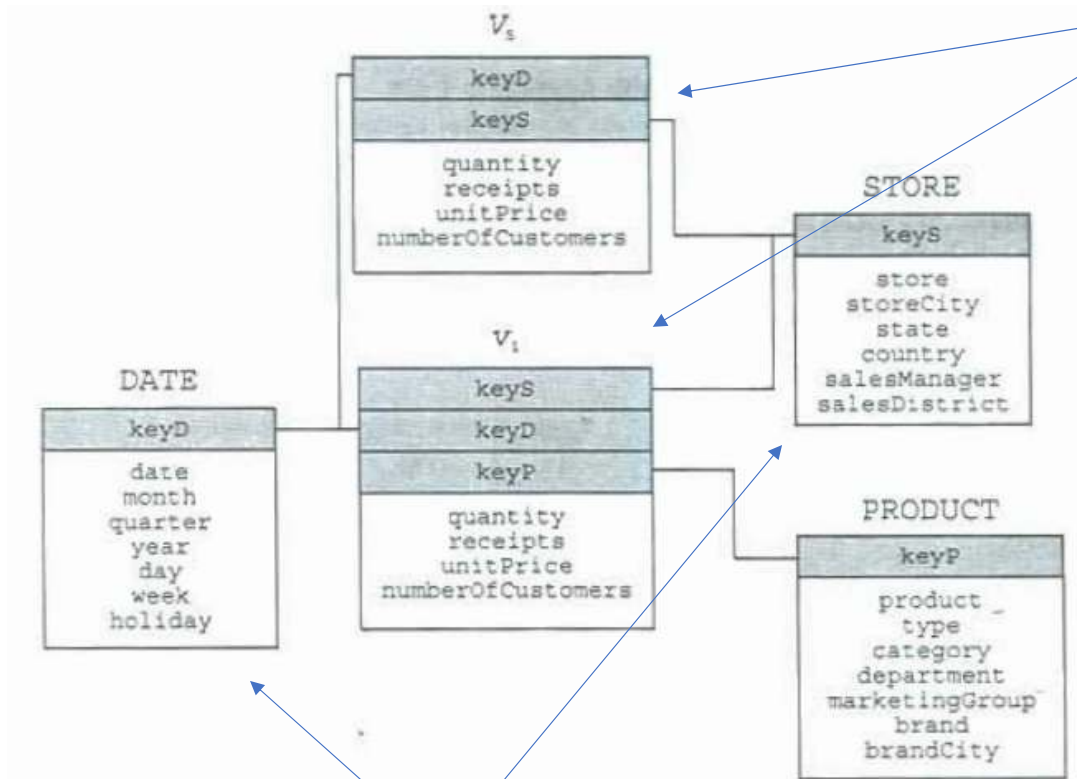 V5
keyD
keyS
quantity
receipts
unitPrice
numberOfCustomers
STORE
keyS
store
storeCity
state
country
salesManager
salesDistrict
V1
keyS
keyD
keyP
quantity
receipts
unitPrice
numberOfCustomers
DATE
keyD
date
month
quarter
year
day
week
holiday
PRODUCT
keyP
product
type
category
department
marketingGroup
brand
brandCity